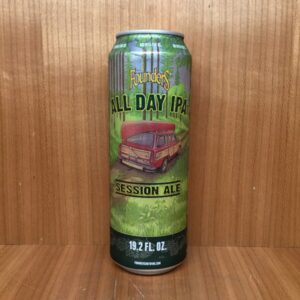 FOUNDERS
ALL DAY IPA
SESSION ALE
19.2 FL. OZ.